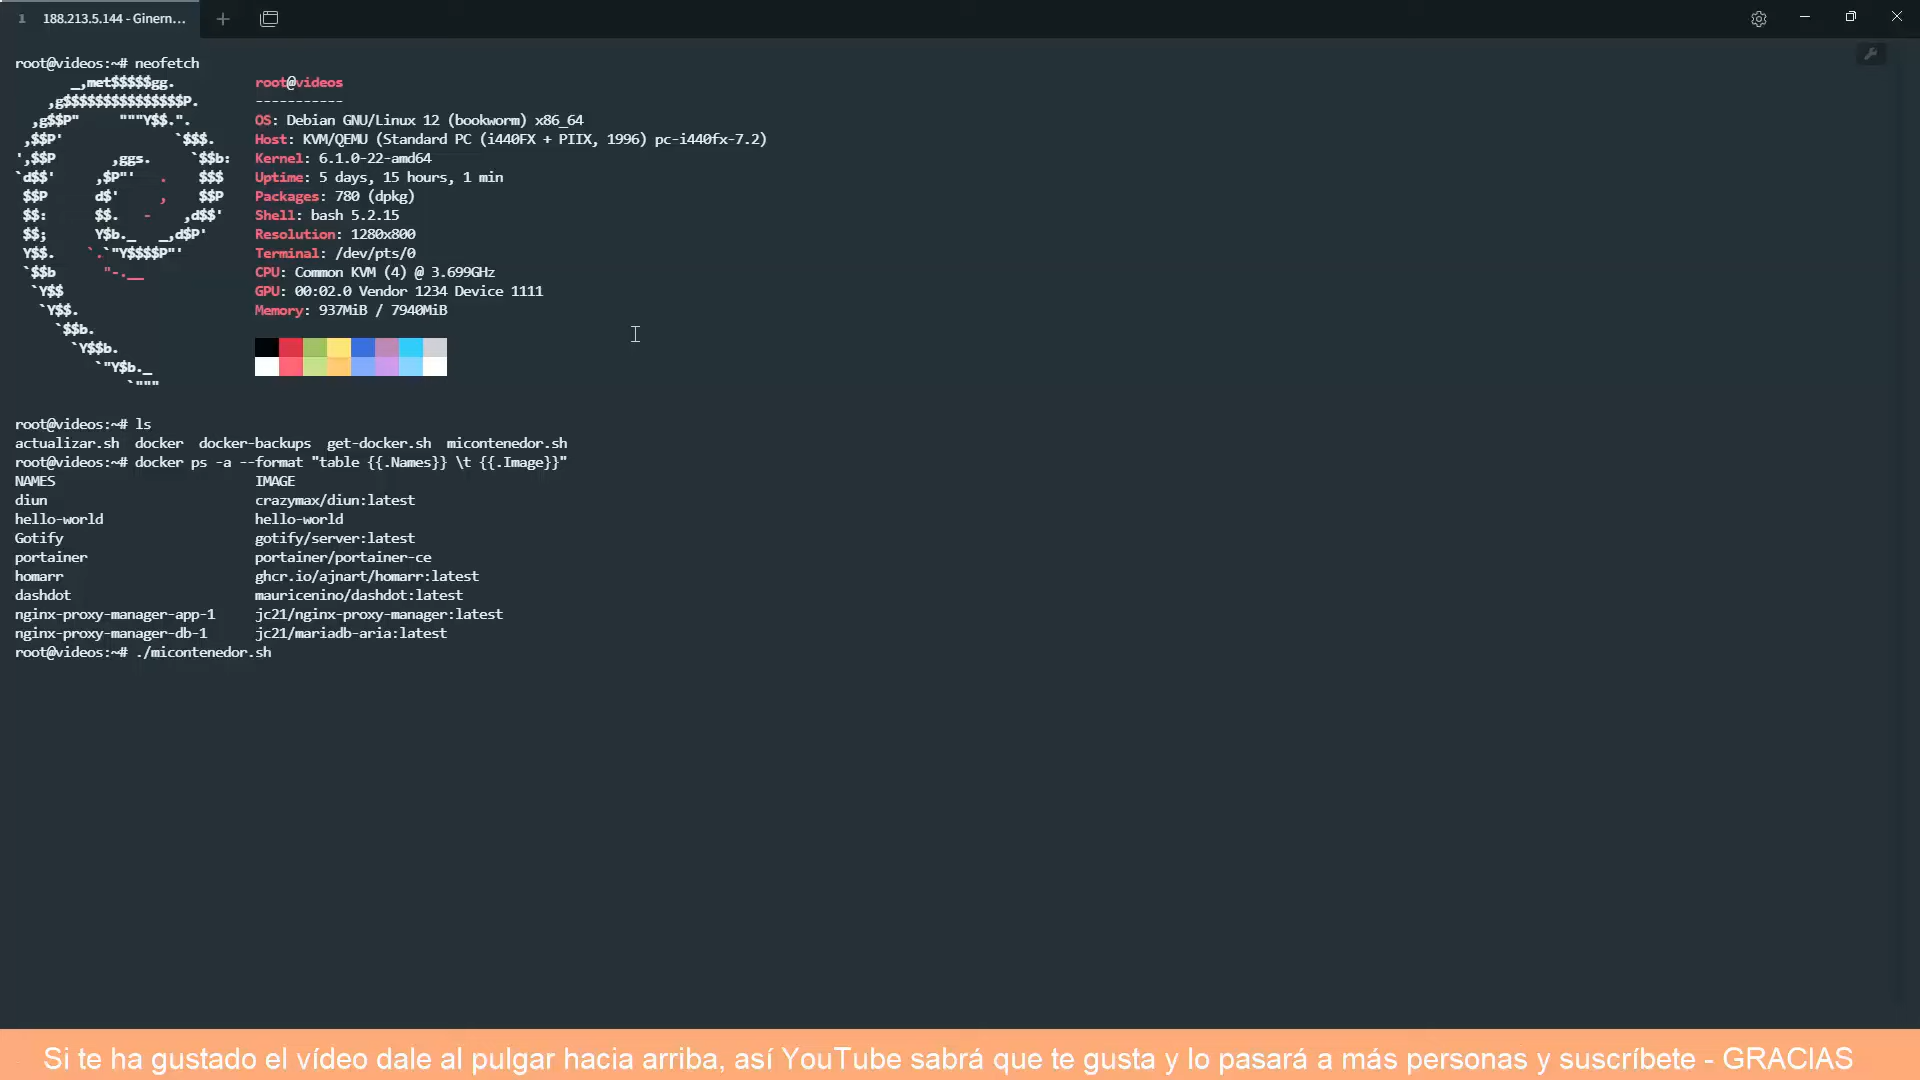 1 188.213.5.144 - Ginern...
root@videos:~# neofetch
_,met$$$$$gg.
,g$$$$$$$$$$$$$$$P.
,g$$P"     """Y$$.".
,$$P'              `$$$.
',$$P       ,ggs.     `$$b:
`d$$'     ,$P"'   .    $$$
$$P      d$'     ,    $$P
$$:      $$.   -    ,d$$'
$$;      Y$b._   _,d$P'
Y$$.    `.`"Y$$$$P"'
`$$b      "-.__
`Y$$
`Y$$.
`$$b.
`Y$$b.
`"Y$b._
`"""
root@videos
-----------
OS: Debian GNU/Linux 12 (bookworm) x86_64
Host: KVM/QEMU (Standard PC (i440FX + PIIX, 1996) pc-i440fx-7.2)
Kernel: 6.1.0-22-amd64
Uptime: 5 days, 15 hours, 1 min
Packages: 780 (dpkg)
Shell: bash 5.2.15
Resolution: 1280x800
Terminal: /dev/pts/0
CPU: Common KVM (4) @ 3.699GHz
GPU: 00:02.0 Vendor 1234 Device 1111
Memory: 937MiB / 7940MiB
root@videos:~# ls
actualizar.sh  docker  docker-backups  get-docker.sh  micontenedor.sh
root@videos:~# docker ps -a --format "table {{.Names}} \t {{.Image}}"
NAMES                         IMAGE
diun                          crazymax/diun:latest
hello-world                   hello-world
Gotify                        gotify/server:latest
portainer                     portainer/portainer-ce
homarr                        ghcr.io/ajnart/homarr:latest
dashdot                       mauricenino/dashdot:latest
nginx-proxy-manager-app-1     jc21/nginx-proxy-manager:latest
nginx-proxy-manager-db-1      jc21/mariadb-aria:latest
root@videos:~# ./micontenedor.sh
Si te ha gustado el vídeo dale al pulgar hacia arriba, así YouTube sabrá que te gusta y lo pasará a más personas y suscríbete - GRACIAS